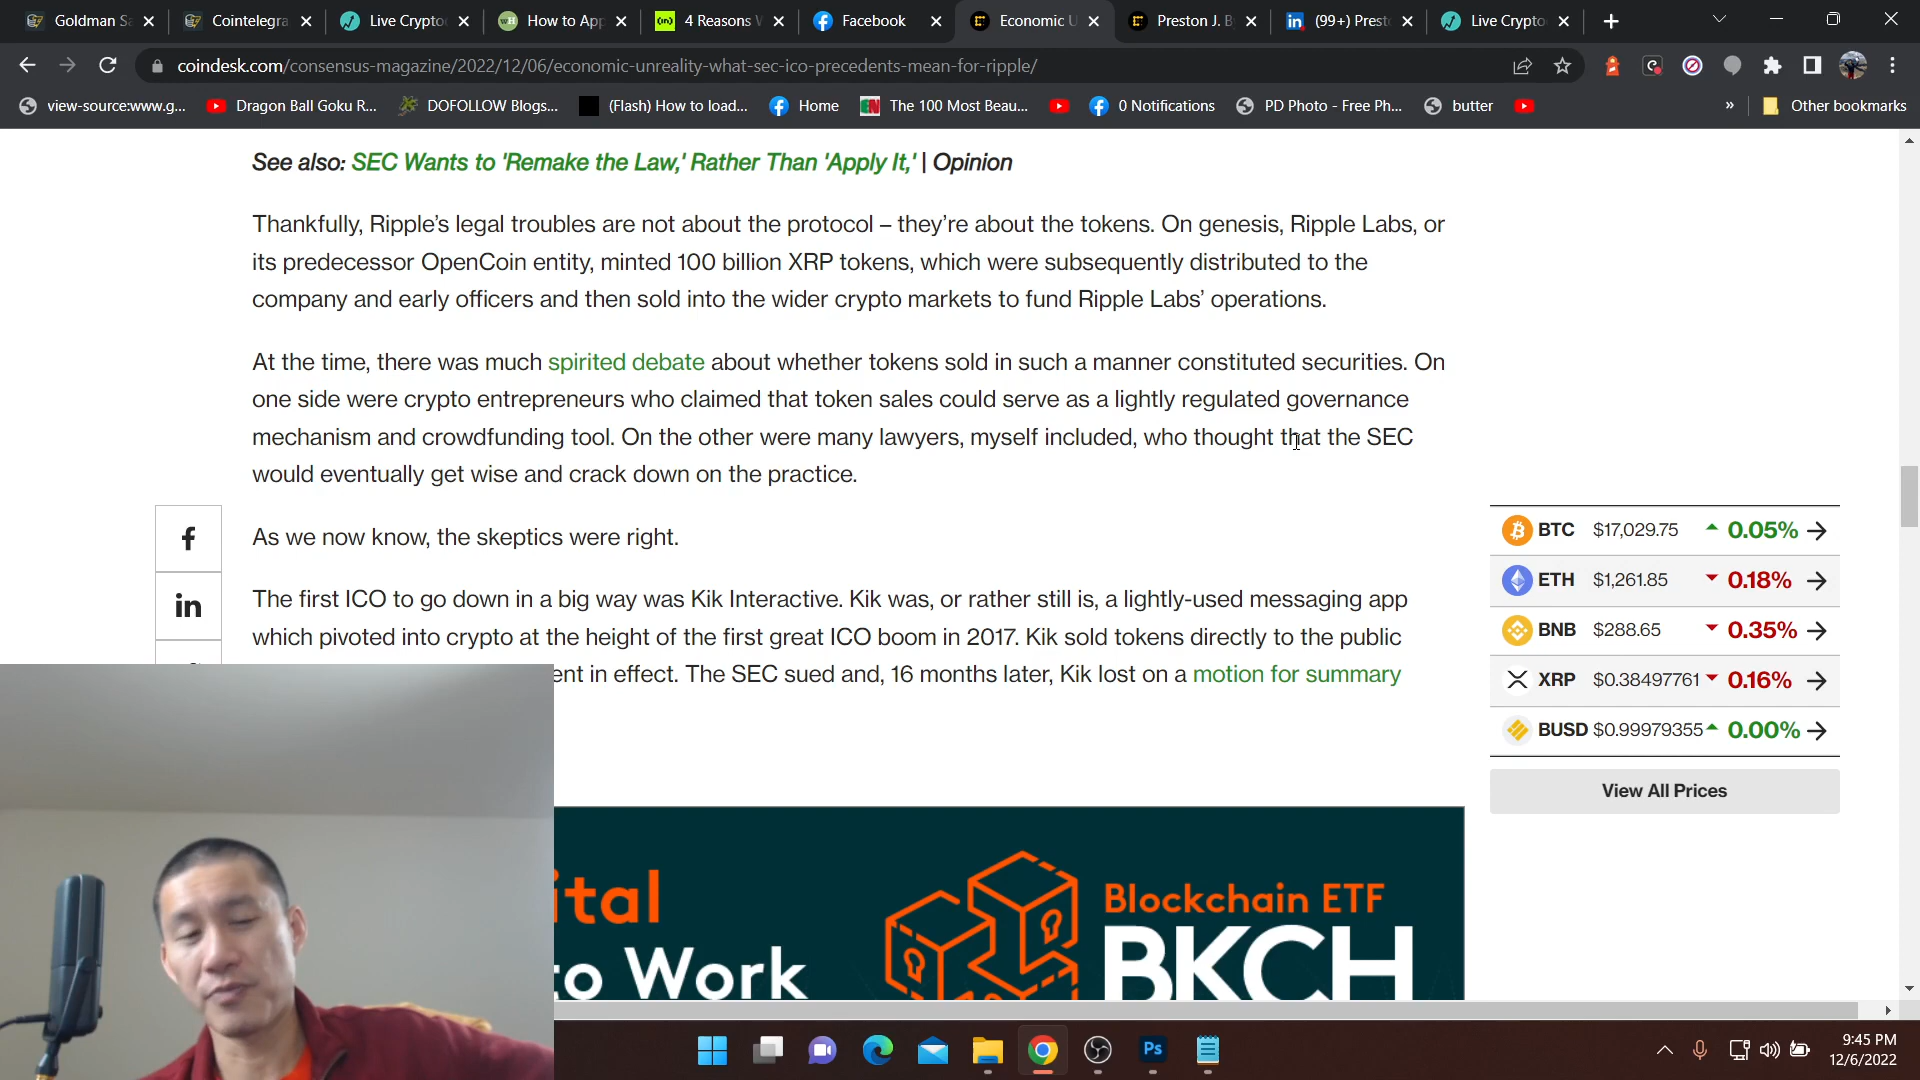 Goldman Sa
Cointelegra
Live Crypto
How to App
4 Reasons W
Facebook
Economic U
Preston J. B
(99+) Presto
Live Crypto
coindesk.com/consensus-magazine/2022/12/06/economic-unreality-what-sec-ico-precedents-mean-for-ripple/
view-source:www.g...
Dragon Ball Goku R...
DOFOLLOW Blogs...
(Flash) How to load...
Home
The 100 Most Beau...
0 Notifications
PD Photo - Free Ph...
butter
»
Other bookmarks
See also: SEC Wants to 'Remake the Law,' Rather Than 'Apply It,' | Opinion
Thankfully, Ripple's legal troubles are not about the protocol – they're about the tokens. On genesis, Ripple Labs, or
its predecessor OpenCoin entity, minted 100 billion XRP tokens, which were subsequently distributed to the
company and early officers and then sold into the wider crypto markets to fund Ripple Labs' operations.
At the time, there was much spirited debate about whether tokens sold in such a manner constituted securities. On
one side were crypto entrepreneurs who claimed that token sales could serve as a lightly regulated governance
mechanism and crowdfunding tool. On the other were many lawyers, myself included, who thought that the SEC
would eventually get wise and crack down on the practice.
As we now know, the skeptics were right.
The first ICO to go down in a big way was Kik Interactive. Kik was, or rather still is, a lightly-used messaging app
which pivoted into crypto at the height of the first great ICO boom in 2017. Kik sold tokens directly to the public
ent in effect. The SEC sued and, 16 months later, Kik lost on a motion for summary
f
in
BTC $17,029.75 0.05%
ETH $1,261.85 0.18%
BNB $288.65 0.35%
XRP $0.38497761 0.16%
BUSD $0.99979355 0.00%
View All Prices
ital
to Work
Blockchain ETF
BKCH
Ps
9:45 PM
12/6/2022